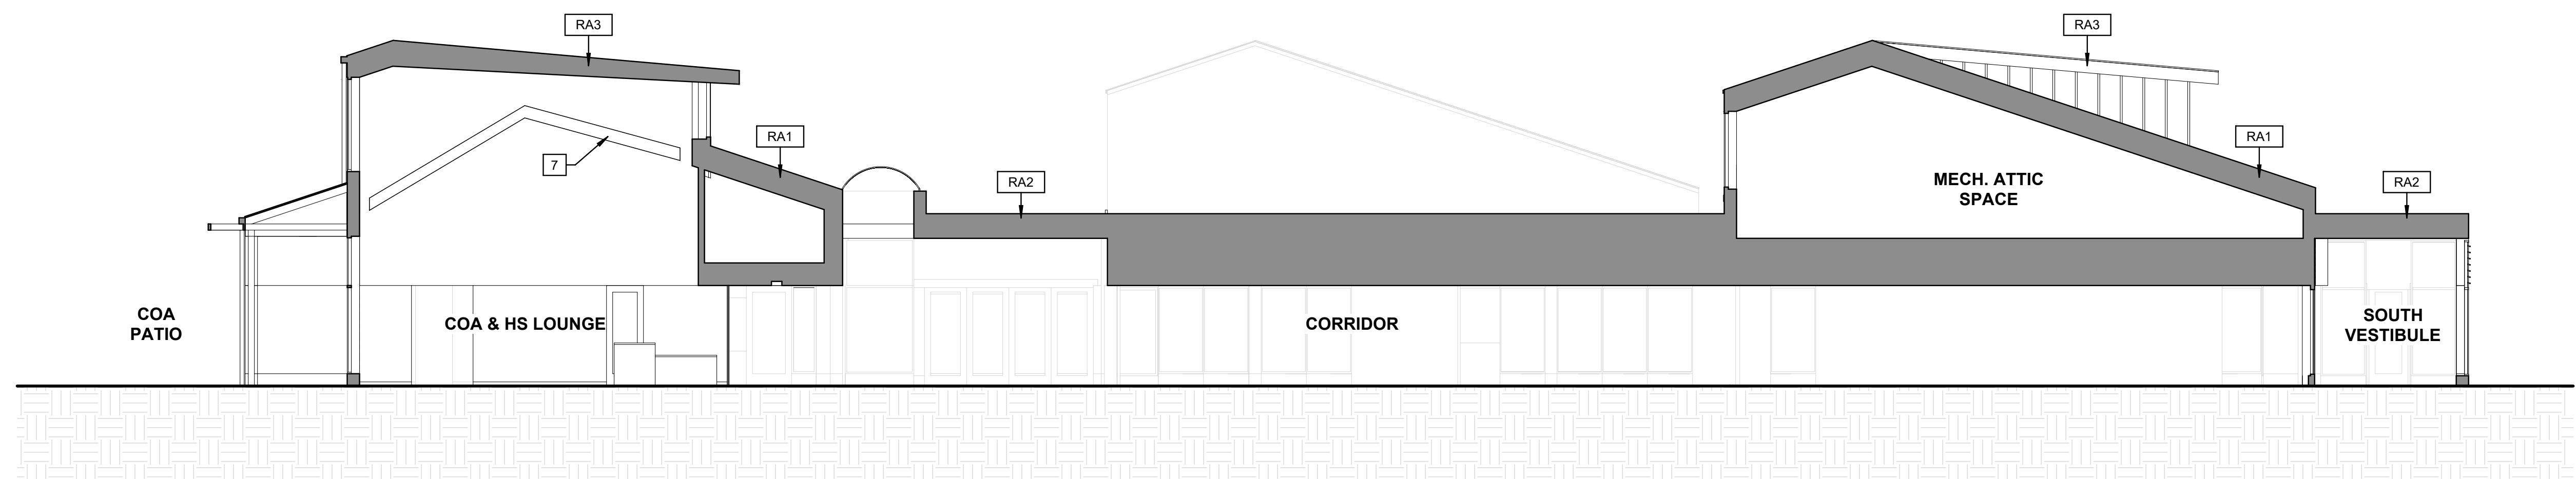 RA3
RA3
RA1
RA1
7
RA2
RA2
MECH. ATTIC
SPACE
COA
PATIO
COA & HS LOUNGE
CORRIDOR
SOUTH
VESTIBULE